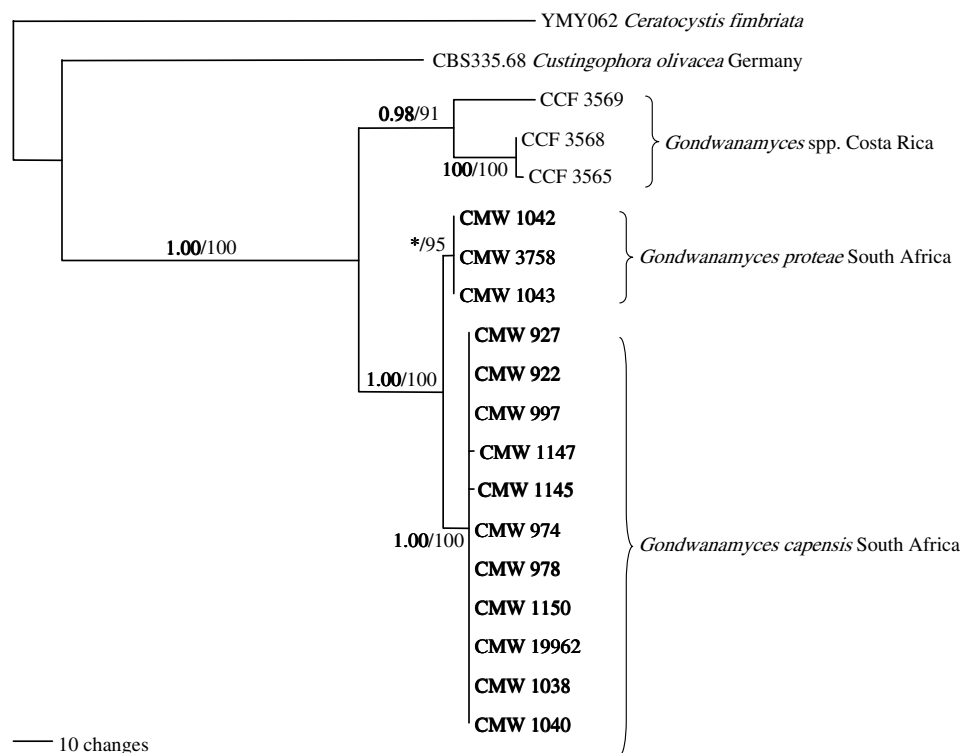 YMY062 Ceratocystis fimbriata
CBS335.68 Custingophora olivacea Germany
CCF 3569
0.98/91
CCF 3568
Gondwanamyces spp. Costa Rica
100/100
CCF 3565
CMW 1042
*/95
1.00/100
CMW 3758
Gondwanamyces proteae South Africa
CMW 1043
CMW 927
CMW 922
1.00/100
CMW 997
CMW 1147
CMW 1145
CMW 974
1.00/100
Gondwanamyces capensis South Africa
CMW 978
CMW 1150
CMW 19962
CMW 1038
CMW 1040
10 changes